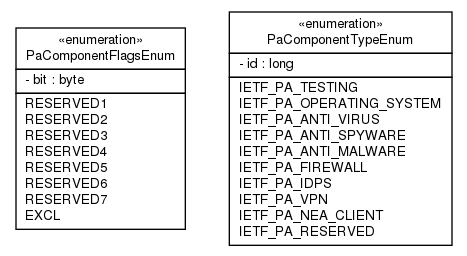 «enumeration»
PaComponentFlagsEnum
- bit : byte
RESERVED1
RESERVED2
RESERVED3
RESERVED4
RESERVED5
RESERVED6
RESERVED7
EXCL
«enumeration»
PaComponentTypeEnum
- id : long
IETF_PA_TESTING
IETF_PA_OPERATING_SYSTEM
IETF_PA_ANTI_VIRUS
IETF_PA_ANTI_SPYWARE
IETF_PA_ANTI_MALWARE
IETF_PA_FIREWALL
IETF_PA_IDPS
IETF_PA_VPN
IETF_PA_NEA_CLIENT
IETF_PA_RESERVED